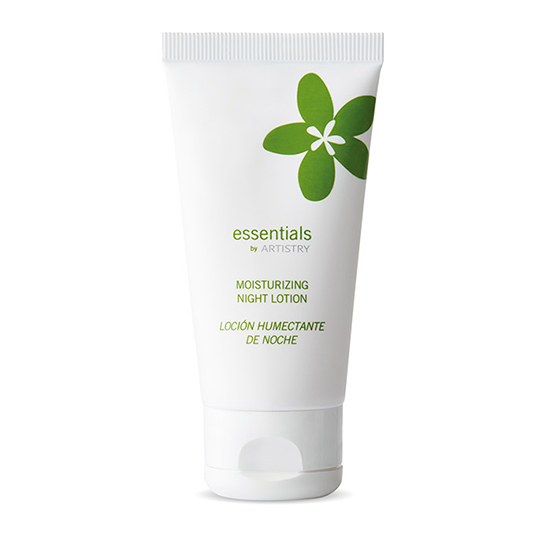 essentials
by ARTISTRY
MOISTURIZING
NIGHT LOTION
LOCIÓN HUMECTANTE
DE NOCHE